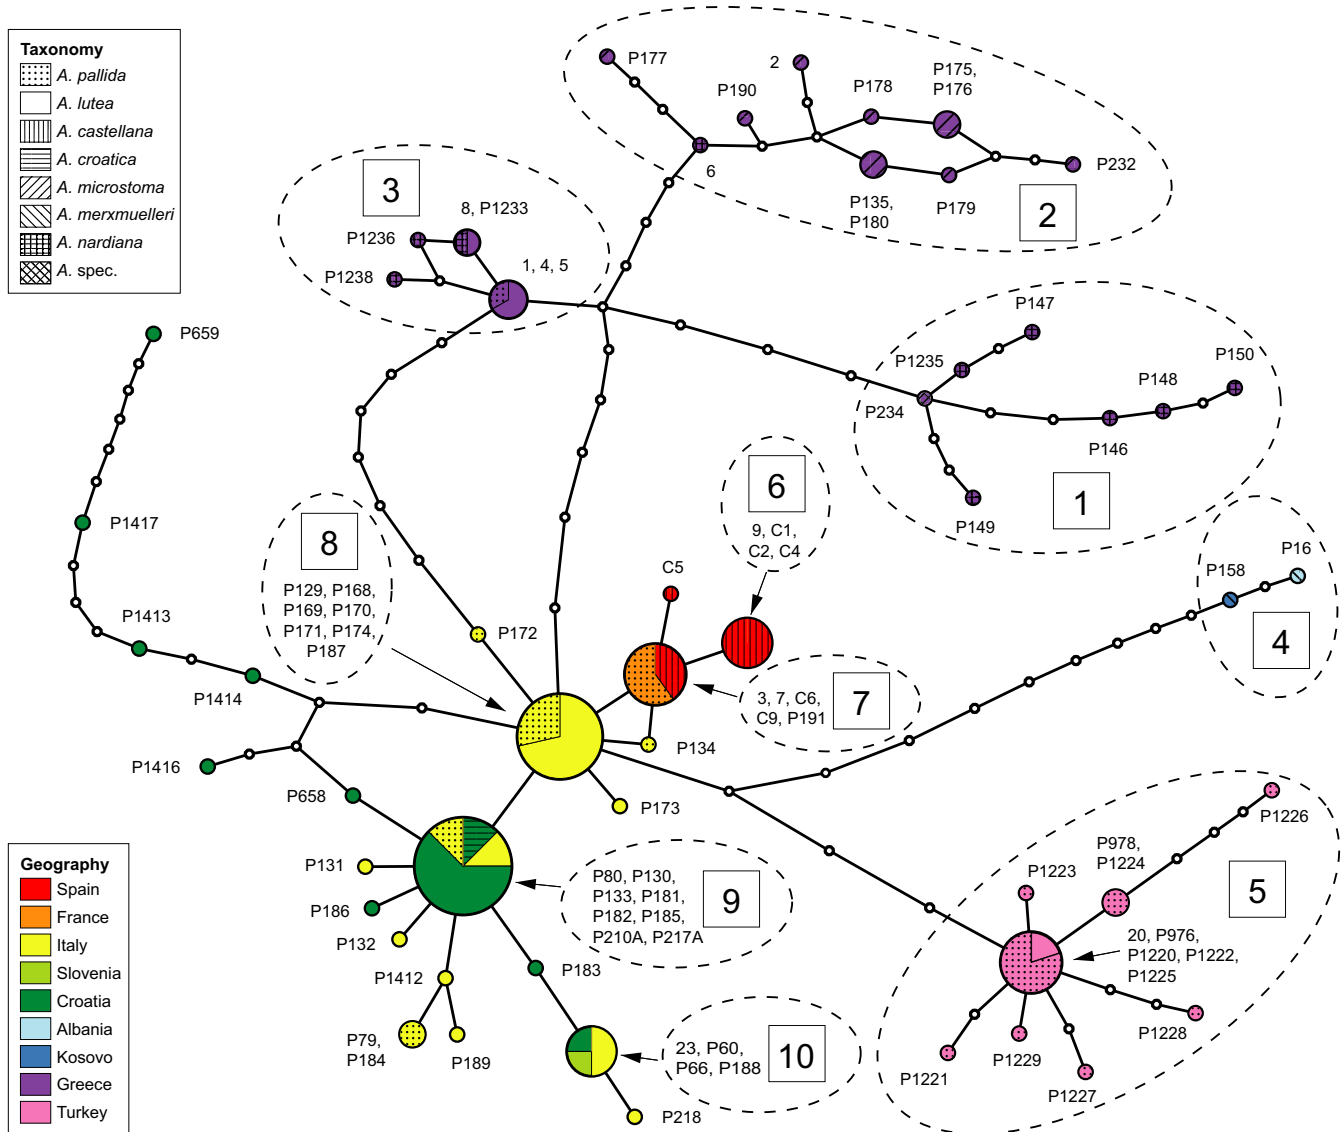 Taxonomy
A. pallida
A. lutea
A. castellana
A. croatica
A. microstoma
A. merxmuelleri
A. nardiana
A. spec.
P177
2
P190
P178
P175,
P176
6
P135,
P180
P179
P232
2
3
8, P1233
P1236
P1238
1, 4, 5
P147
P1235
P150
P148
P234
P146
P149
1
P659
P1417
P1413
P1414
P1416
P658
8
P129, P168,
P169, P170,
P171, P174,
P187
P172
6
9, C1,
C2, C4
C5
3, 7, C6,
C9, P191
7
P134
P173
P158
P16
4
Geography
Spain
France
Italy
Slovenia
Croatia
Albania
Kosovo
Greece
Turkey
P131
P186
P132
P1412
P79,
P184
P189
P183
P80, P130,
P133, P181,
P182, P185,
P210A, P217A
9
23, P60,
P66, P188
10
P218
P1226
P978,
P1224
P1223
5
20, P976,
P1220, P1222,
P1225
P1228
P1229
P1221
P1227